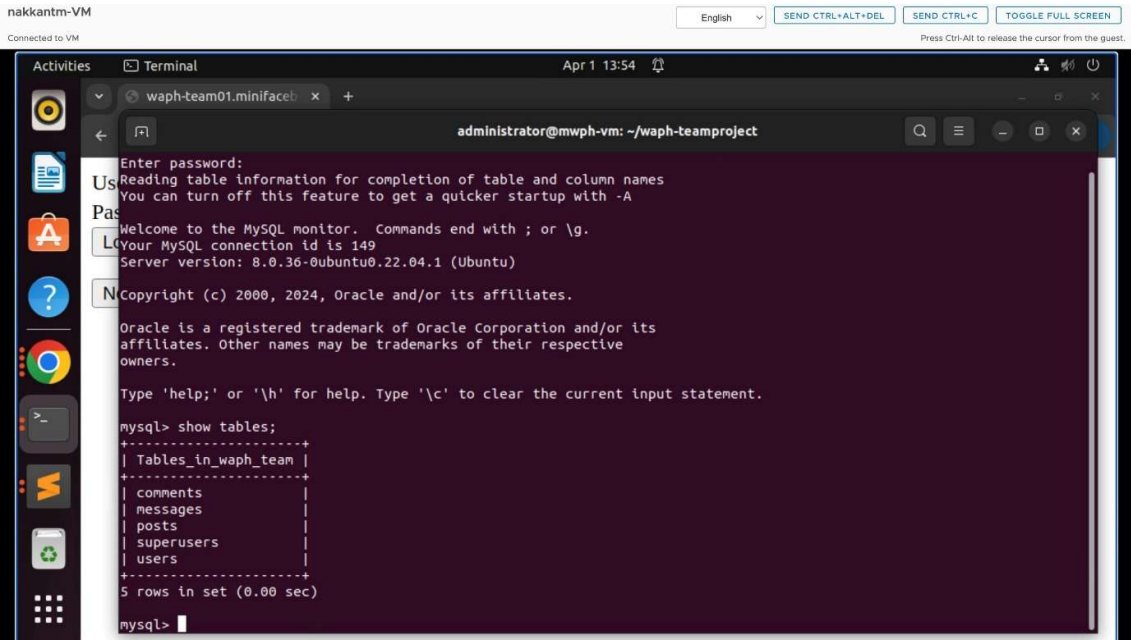 nakkantm-VM
English
SEND CTRL+ALT+DEL
SEND CTRL+C
TOGGLE FULL SCREEN
Connected to VM
Press Ctrl-Alt to release the cursor from the guest.
Activities
Terminal
Apr 1 13:54
waph-team01.minifaceb
administrator@mwph-vm: ~/waph-teamproject
Enter password:
Reading table information for completion of table and column names
You can turn off this feature to get a quicker startup with -A
Welcome to the MySQL monitor.  Commands end with ; or \g.
Your MySQL connection id is 149
Server version: 8.0.36-0ubuntu0.22.04.1 (Ubuntu)
Copyright (c) 2000, 2024, Oracle and/or its affiliates.
Oracle is a registered trademark of Oracle Corporation and/or its
affiliates. Other names may be trademarks of their respective
owners.
Type 'help;' or '\h' for help. Type '\c' to clear the current input statement.
mysql> show tables;
+---------------------+
| Tables_in_waph_team |
+---------------------+
| comments            |
| messages            |
| posts               |
| superusers          |
| users               |
+---------------------+
5 rows in set (0.00 sec)
mysql>